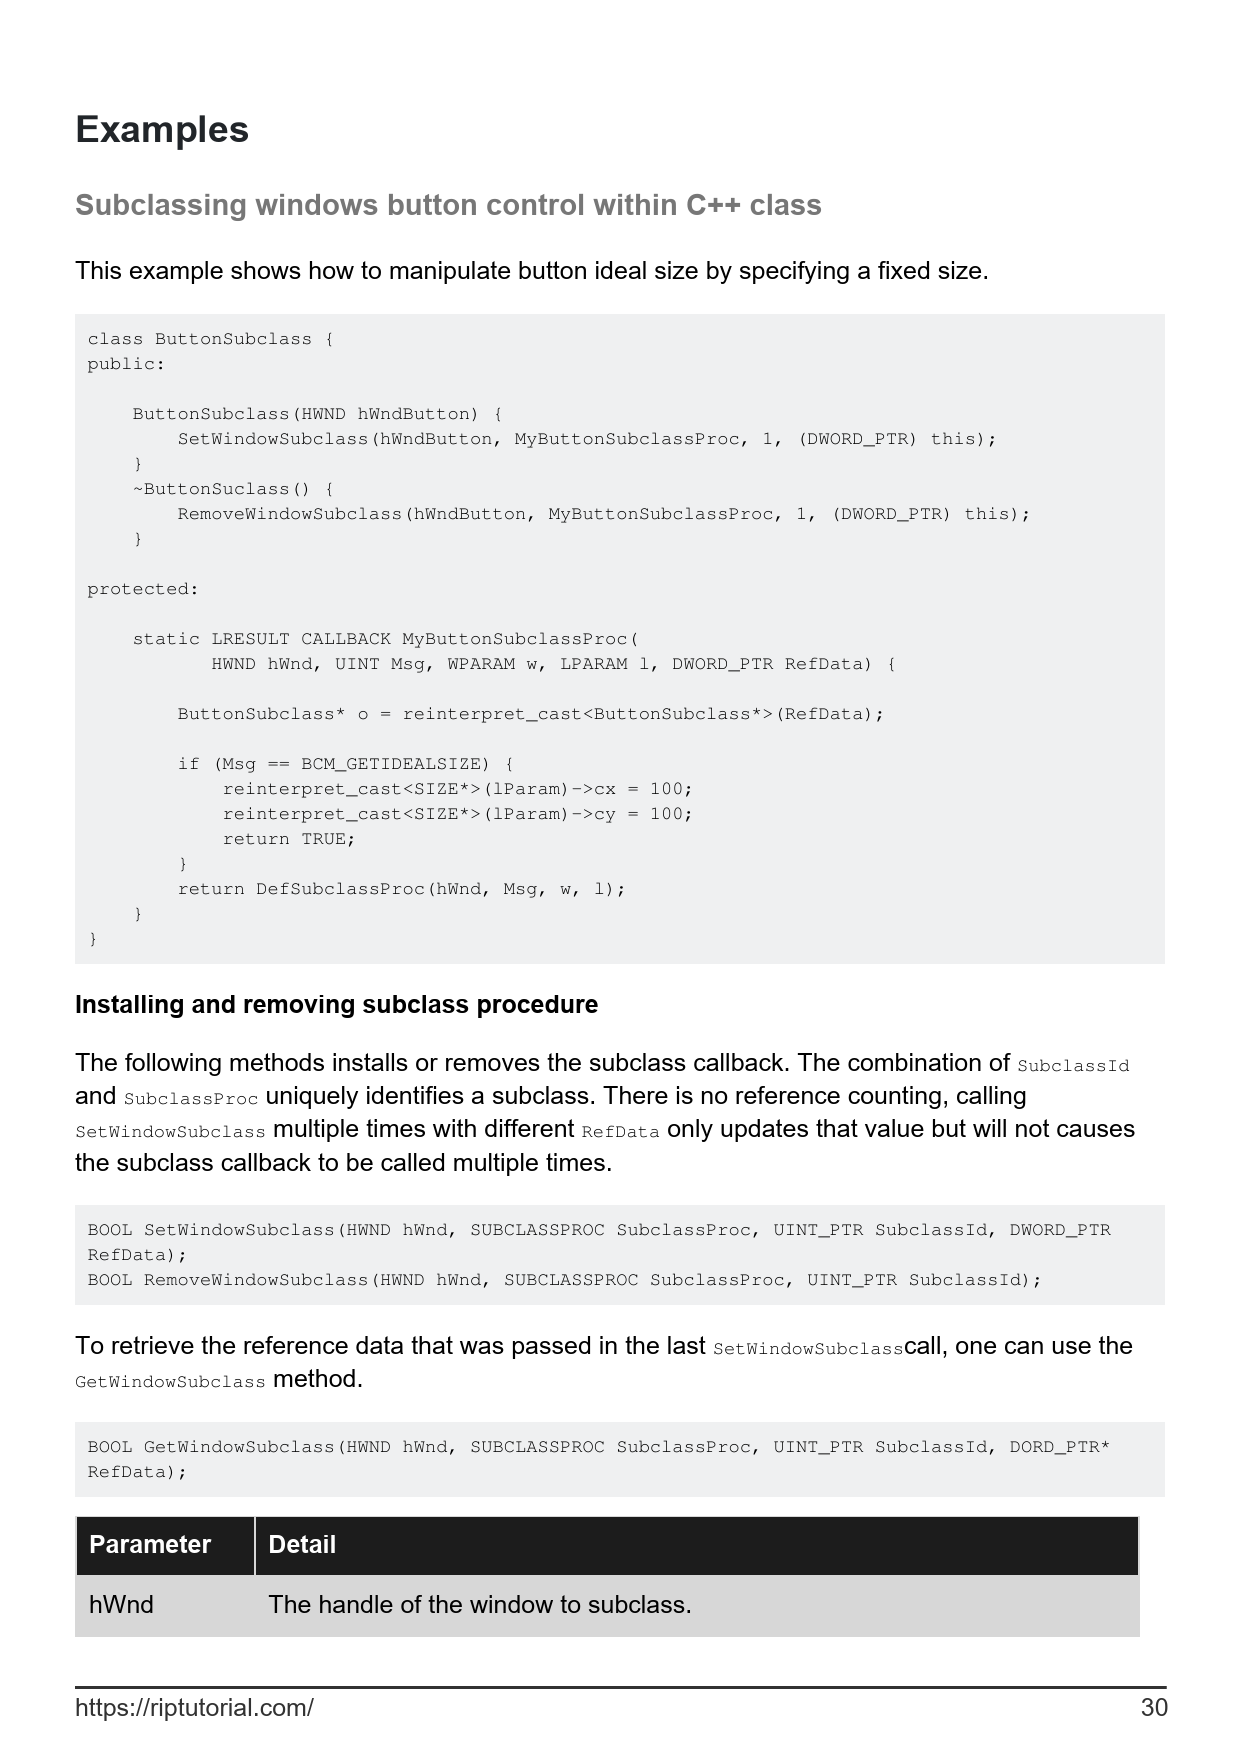 Examples
Subclassing windows button control within C++ class
This example shows how to manipulate button ideal size by specifying a fixed size.
class ButtonSubclass {
public:
    ButtonSubclass(HWND hWndButton) {
        SetWindowSubclass(hWndButton, MyButtonSubclassProc, 1, (DWORD_PTR) this);
    }
    ~ButtonSuclass() {
        RemoveWindowSubclass(hWndButton, MyButtonSubclassProc, 1, (DWORD_PTR) this);
    }
protected:
    static LRESULT CALLBACK MyButtonSubclassProc(
           HWND hWnd, UINT Msg, WPARAM w, LPARAM l, DWORD_PTR RefData) {
        ButtonSubclass* o = reinterpret_cast<ButtonSubclass*>(RefData);
        if (Msg == BCM_GETIDEALSIZE) {
            reinterpret_cast<SIZE*>(lParam)->cx = 100;
            reinterpret_cast<SIZE*>(lParam)->cy = 100;
            return TRUE;
        }
        return DefSubclassProc(hWnd, Msg, w, l);
    }
}
Installing and removing subclass procedure
The following methods installs or removes the subclass callback. The combination of SubclassId
and SubclassProc uniquely identifies a subclass. There is no reference counting, calling
SetWindowSubclass multiple times with different RefData only updates that value but will not causes
the subclass callback to be called multiple times.
BOOL SetWindowSubclass(HWND hWnd, SUBCLASSPROC SubclassProc, UINT_PTR SubclassId, DWORD_PTR
RefData);
BOOL RemoveWindowSubclass(HWND hWnd, SUBCLASSPROC SubclassProc, UINT_PTR SubclassId);
To retrieve the reference data that was passed in the last SetWindowSubclasscall, one can use the
GetWindowSubclass method.
BOOL GetWindowSubclass(HWND hWnd, SUBCLASSPROC SubclassProc, UINT_PTR SubclassId, DORD_PTR*
RefData);
Parameter Detail
hWnd The handle of the window to subclass.
https://riptutorial.com/ 30